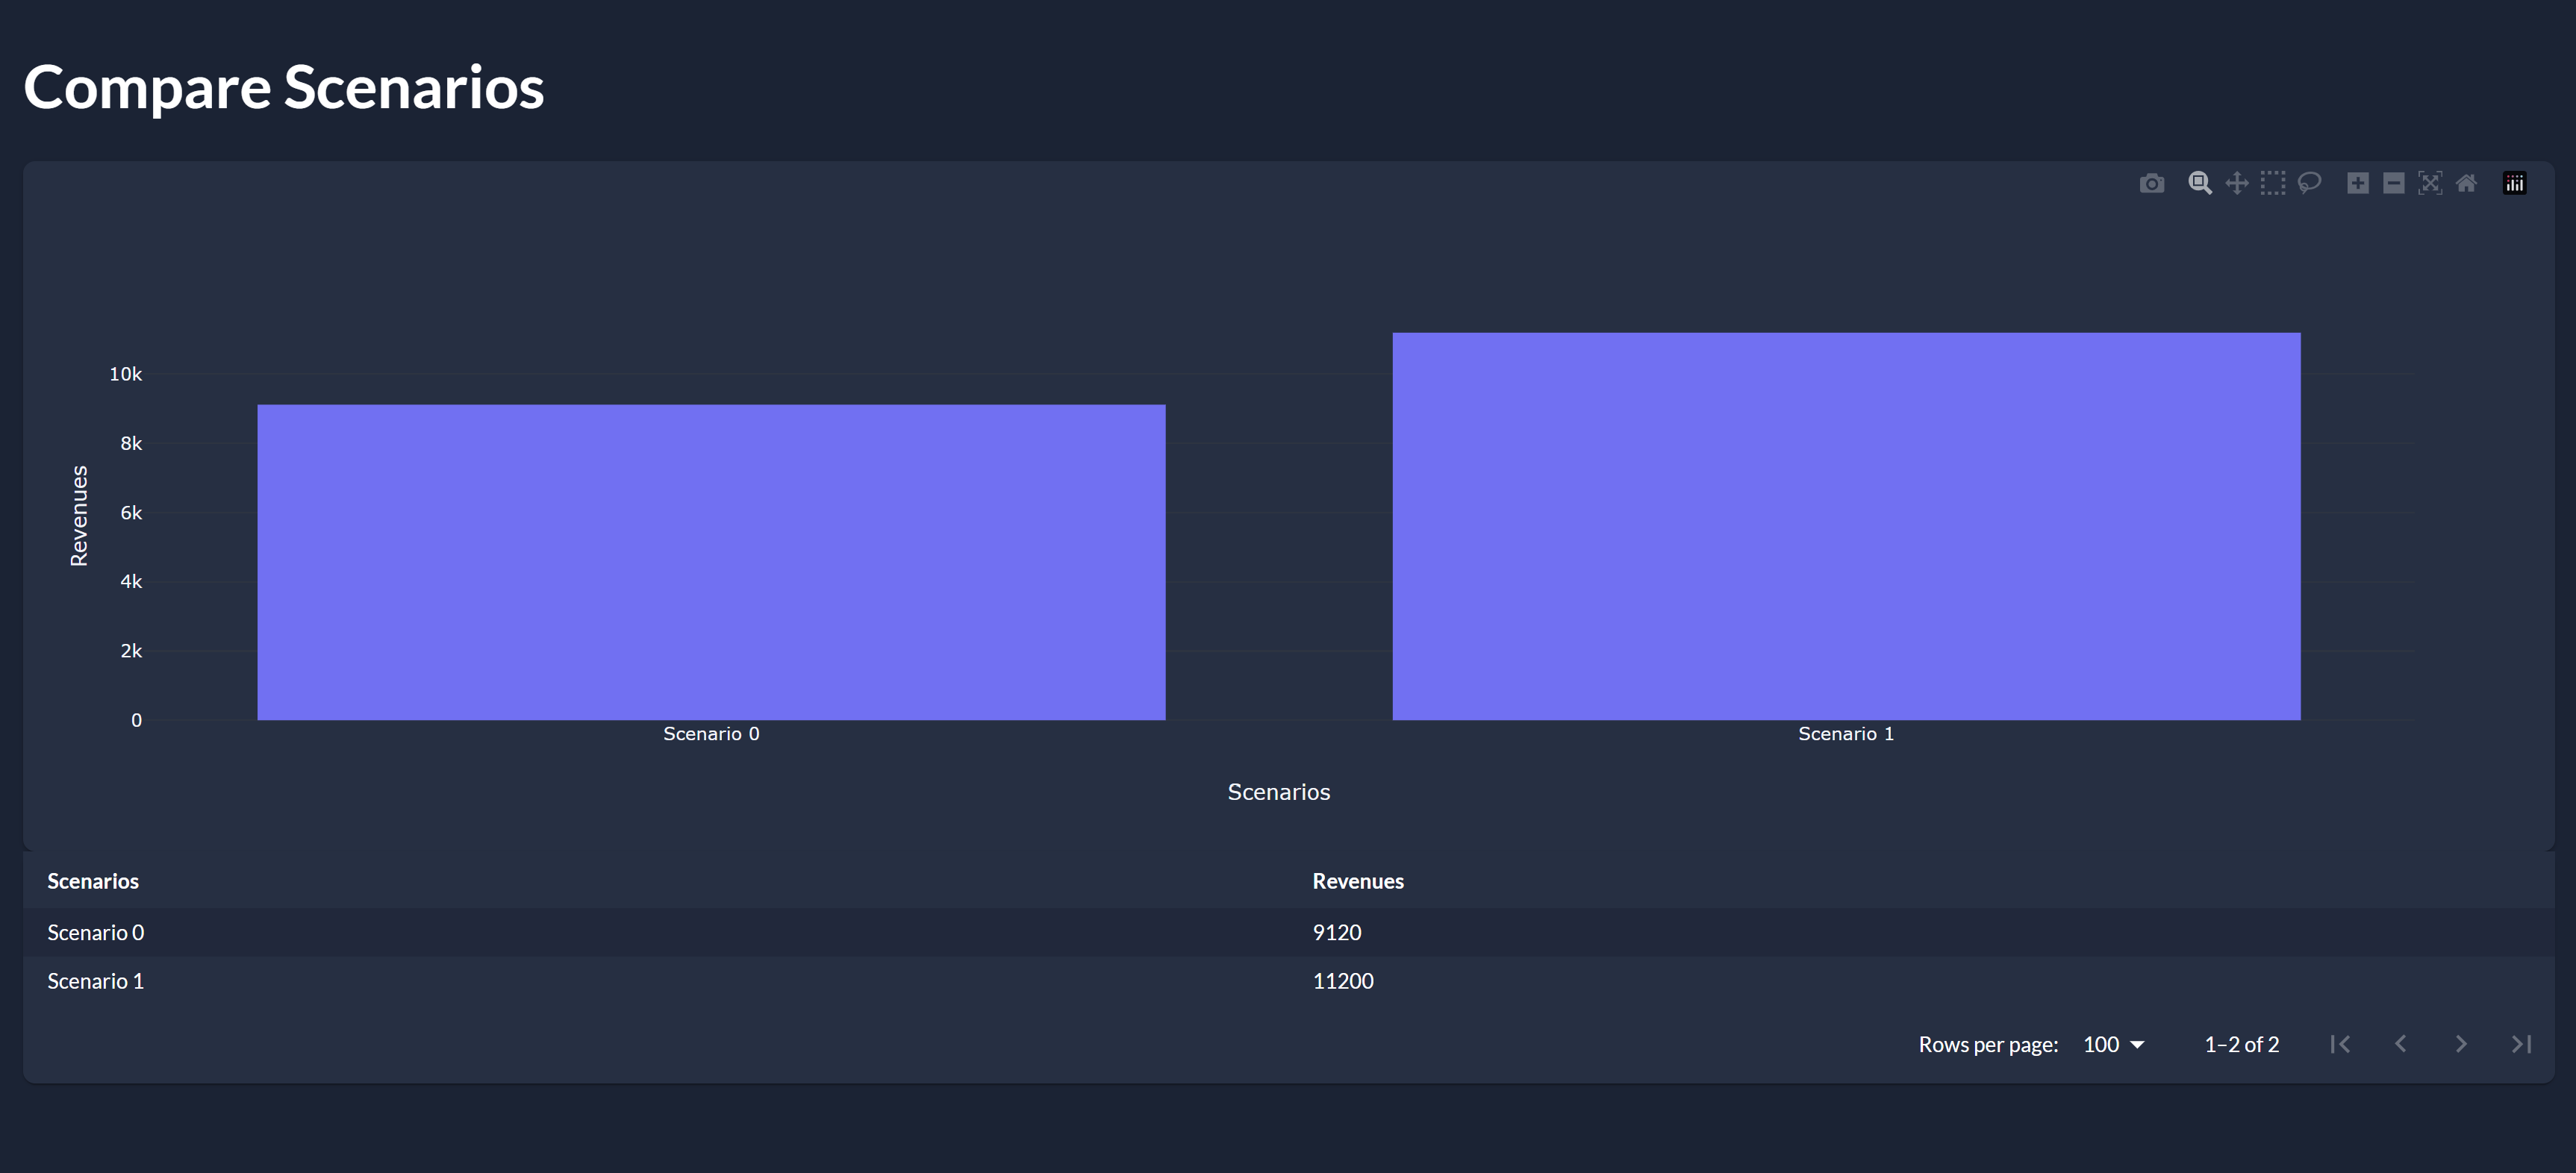 Compare Scenarios
10k
8k
6k
4k
2k
0
Revenues
Scenario 0 Scenario 1
Scenarios
Scenarios Revenues
Scenario 0 9120
Scenario 1 11200
Rows per page: 100 1–2 of 2